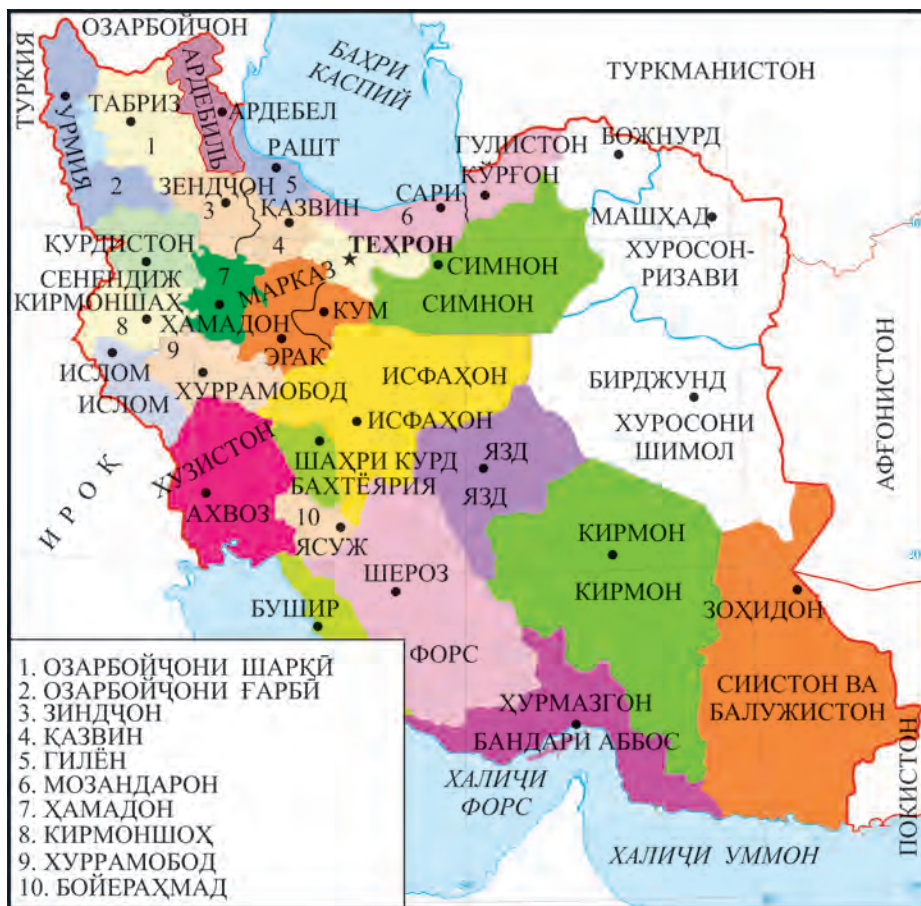 ОЗАРБОЙҶОН
ТУРКИЯ
БАҲРИ
КАСПИЙ
ТУРКМАНИСТОН
АРДЕБИЛЬ
ТАБРИЗ
АРДЕБЕЛ
1
УРМИЯ
РАШТ
5
ГУЛИСТОН
БОЖНУРД
КӮРҒОН
2
ЗЕНДҶОН
3
САРИ
6
ҚАЗВИН
4
МАШҲАД
ХУРОСОН-
РИЗАВИ
ҚУРДИСТОН
ТЕҲРОН
СЕНЕНДИЖ
7
МАРКАЗ
СИМНОН
СИМНОН
КИРМОНШАХ
8
ҲАМАДОН
КУМ
9
ЭРАК
ИСЛОМ
ИСЛОМ
ХУРРАМОБОД
ИСФАҲОН
БИРДЖУНД
ИСФАҲОН
ХУРОСОНИ
ШИМОЛ
АФҒОНИСТОН
ИРОК
ХУЗИСТОН
ШАҲРИ КУРД
БАХТЁЯРИЯ
ЯЗД
ЯЗД
АХВОЗ
10
ЯСУЖ
КИРМОН
КИРМОН
ШЕРОЗ
БУШИР
ЗОҲИДОН
ФОРС
СИИСТОН ВА
БАЛУЖИСТОН
ҲУРМАЗГОН
БАНДАРИ АББОС
ХАЛИҶИ
ФОРС
ХАЛИҶИ УММОН
ПОКИСТОН
1. ОЗАРБОЙҶОНИ ШАРҚӢ
2. ОЗАРБОЙҶОНИ ҒАРБӢ
3. ЗИНДҶОН
4. ҚАЗВИН
5. ГИЛЁН
6. МОЗАНДАРОН
7. ҲАМАДОН
8. КИРМОНШОҲ
9. ХУРРАМОБОД
10. БОЙЕРАҲМАД